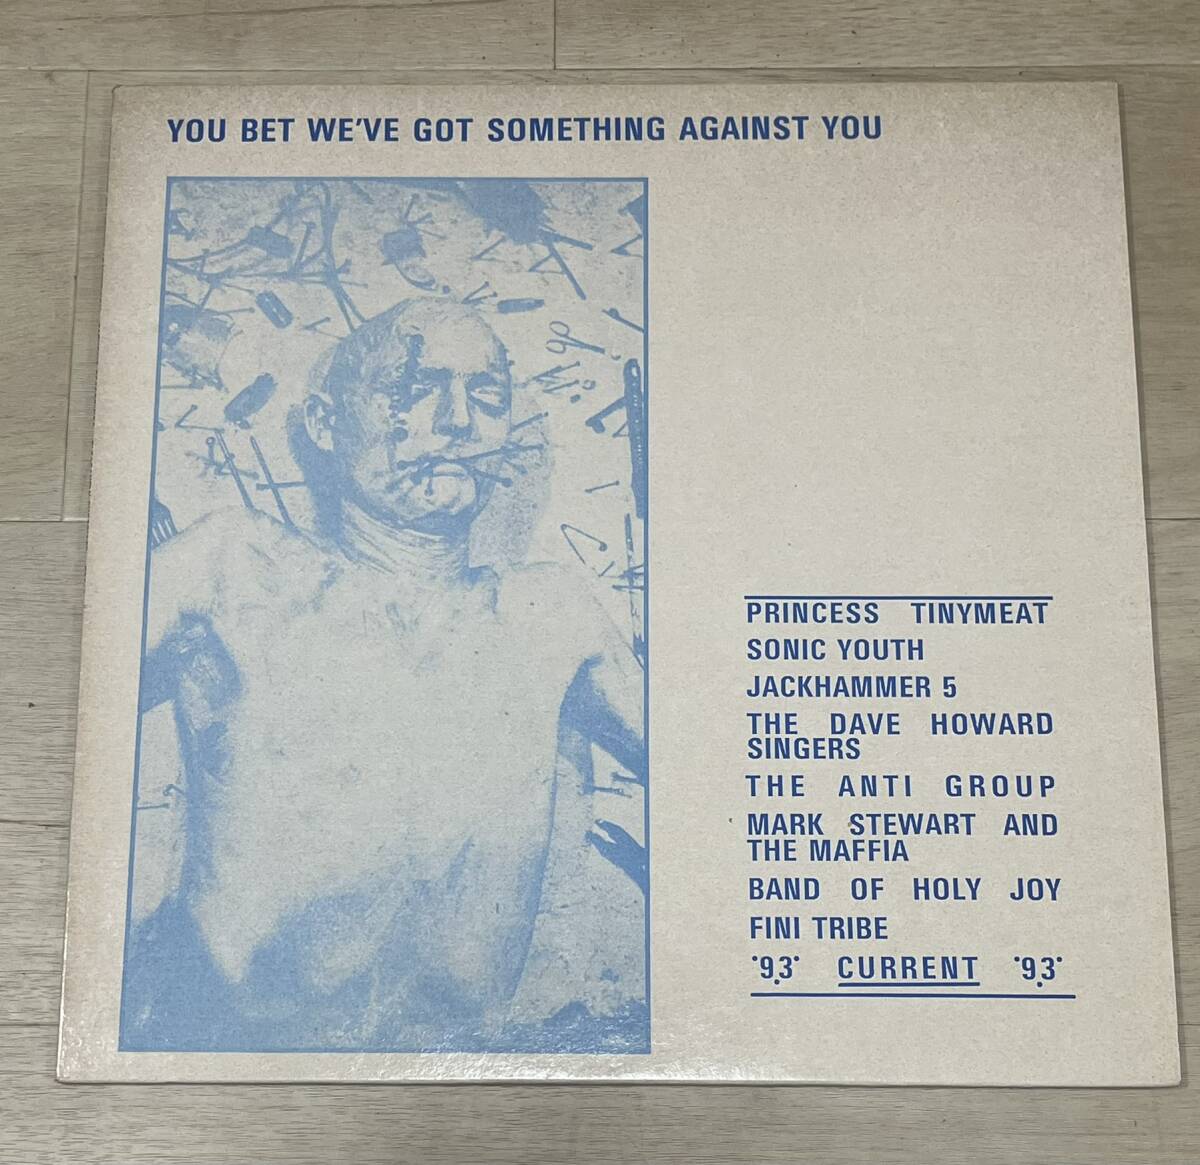 YOU BET WE'VE GOT SOMETHING AGAINST YOU
PRINCESS TINYMEAT
SONIC YOUTH
JACKHAMMER 5
THE DAVE HOWARD
SINGERS
THE ANTI GROUP
MARK STEWART AND
THE MAFFIA
BAND OF HOLY JOY
FINI TRIBE
'93' CURRENT '93'